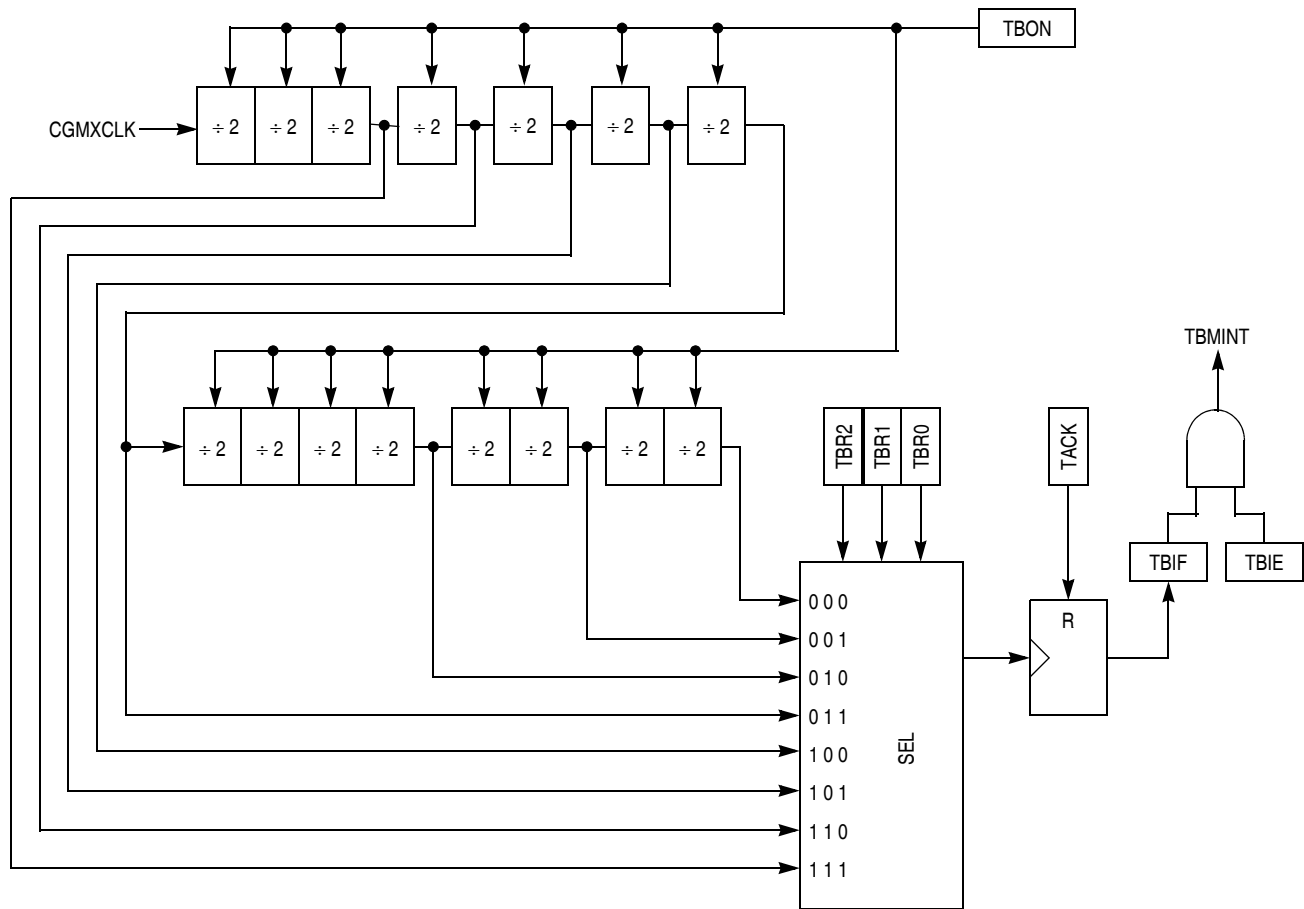 TBON
CGMXCLK
÷ 2 ÷ 2 ÷ 2 ÷ 2 ÷ 2 ÷ 2 ÷ 2
TBMINT
÷ 2 ÷ 2 ÷ 2 ÷ 2 ÷ 2 ÷ 2 ÷ 2 ÷ 2
TBR2 TBR1 TBR0
TACK
TBIF TBIE
0 0 0
0 0 1
0 1 0
0 1 1
1 0 0
1 0 1
1 1 0
1 1 1
SEL
R